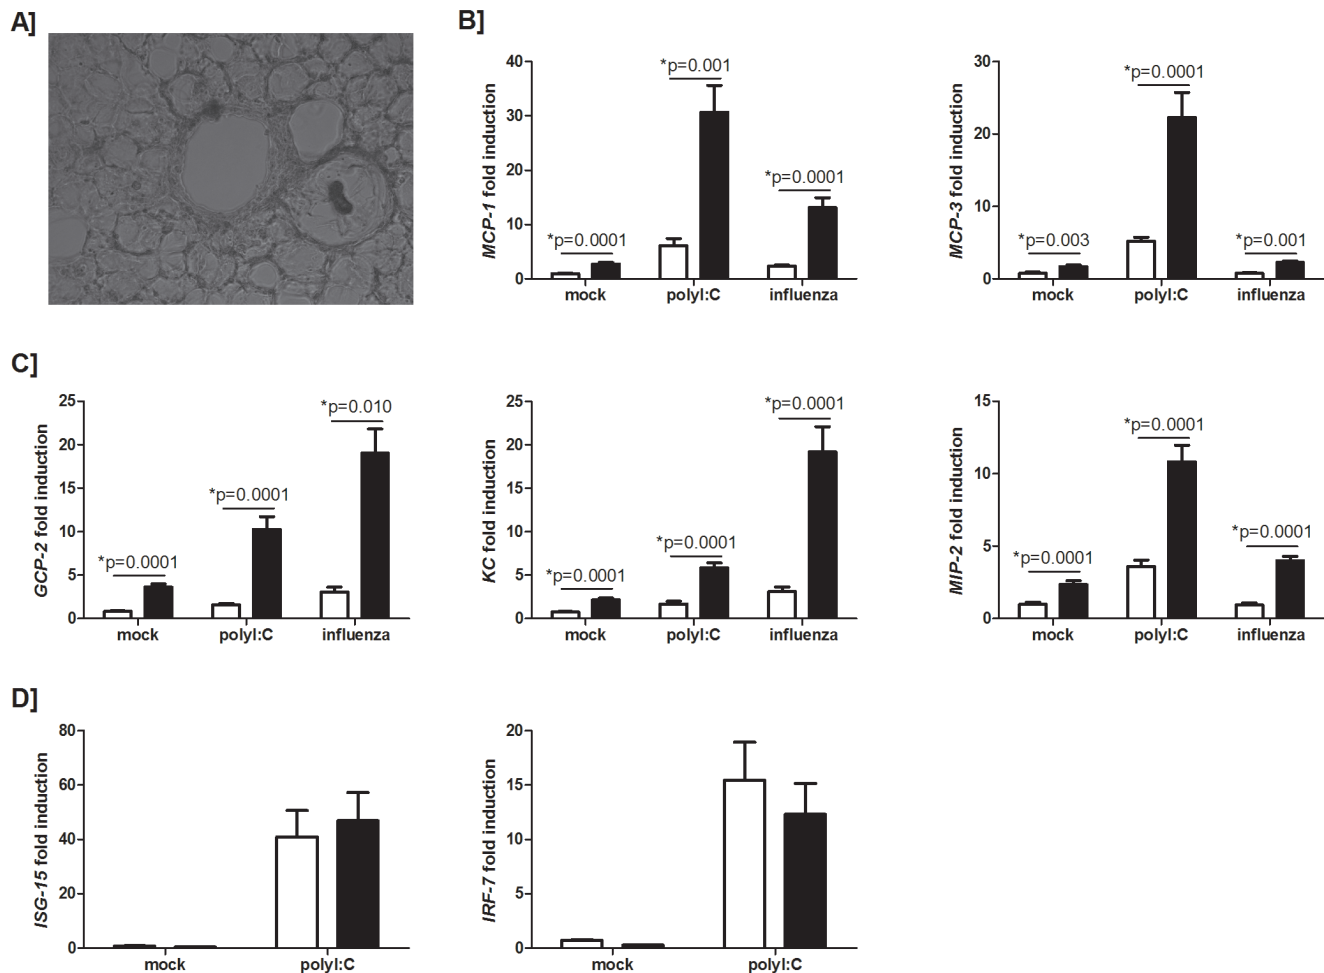 A]
B]
MCP-1 fold induction
40
30
20
10
0
*p=0.0001
*p=0.001
*p=0.0001
mock
polyI:C
influenza
MCP-3 fold induction
30
20
10
0
*p=0.003
*p=0.0001
*p=0.001
mock
polyI:C
influenza
C]
GCP-2 fold induction
25
20
15
10
5
0
*p=0.0001
*p=0.0001
*p=0.010
mock
polyI:C
influenza
KC fold induction
25
20
15
10
5
0
*p=0.0001
*p=0.0001
*p=0.0001
mock
polyI:C
influenza
MIP-2 fold induction
15
10
5
0
*p=0.0001
*p=0.0001
*p=0.0001
mock
polyI:C
influenza
D]
ISG-15 fold induction
80
60
40
20
0
mock
polyI:C
IRF-7 fold induction
20
15
10
5
0
mock
polyI:C